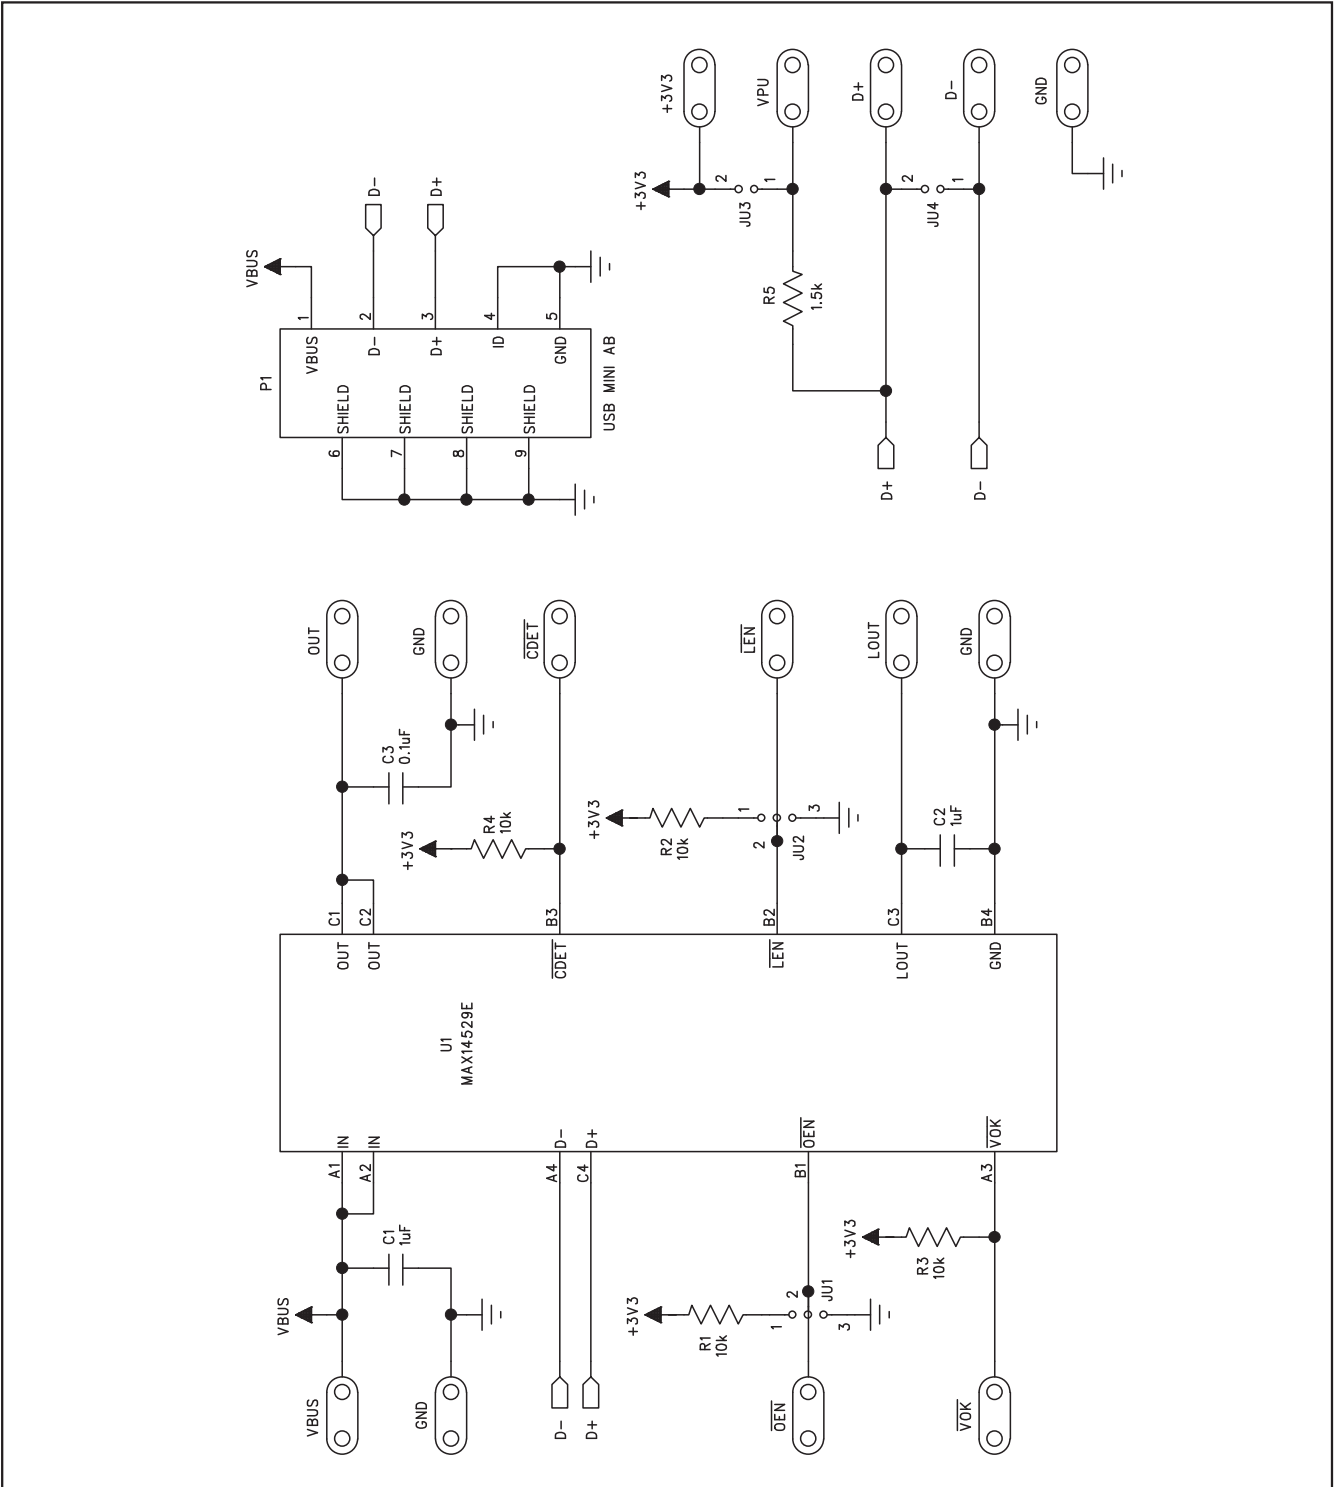 VBUS
VBUS
GND
C1
1uF
A1
IN
A2
IN
D-
D+
A4
D-
C4
D+
+3V3
R1
10k
1
2
3
JU1
OEN
B1
OEN
+3V3
R3
10k
VOK
A3
VOK
U1
MAX14529E
OUT
C1
OUT
C2
OUT
C3
0.1uF
GND
+3V3
R4
10k
CDET
B3
CDET
+3V3
R2
10k
1
2
3
JU2
LEN
B2
LEN
LOUT
C3
LOUT
C2
1uF
GND
B4
GND
P1
USB MINI AB
6
SHIELD
7
SHIELD
8
SHIELD
9
SHIELD
VBUS
1
VBUS
D-
2
D-
D+
3
D+
ID
4
GND
5
+3V3
+3V3
2
1
JU3
VPU
R5
1.5k
D+
D+
2
1
JU4
D-
D-
GND